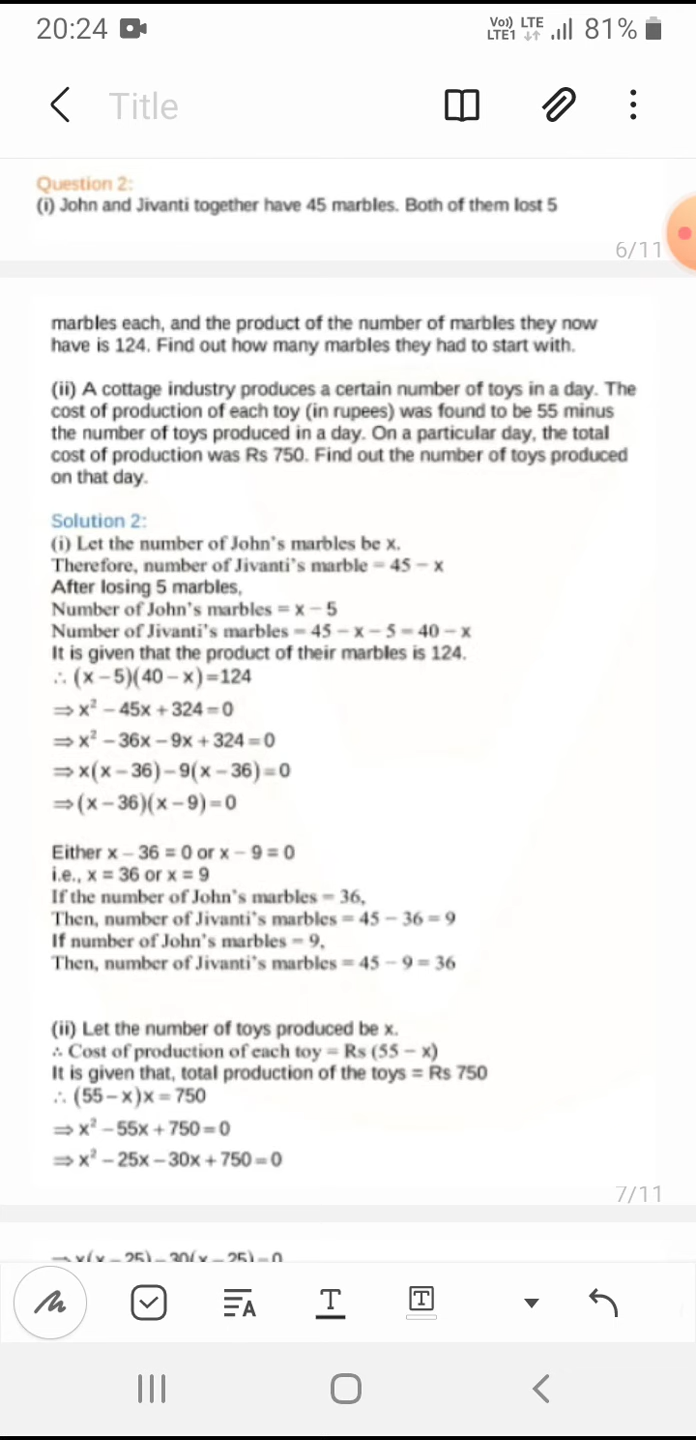 20:24
Vo)) LTE
LTE1
81%
Title
Question 2:
(i) John and Jivanti together have 45 marbles. Both of them lost 5
6/11
marbles each, and the product of the number of marbles they now
have is 124. Find out how many marbles they had to start with.
(ii) A cottage industry produces a certain number of toys in a day. The
cost of production of each toy (in rupees) was found to be 55 minus
the number of toys produced in a day. On a particular day, the total
cost of production was Rs 750. Find out the number of toys produced
on that day.
Solution 2:
(i) Let the number of John's marbles be x.
Therefore, number of Jivanti's marble = 45 − x
After losing 5 marbles,
Number of John's marbles = x − 5
Number of Jivanti's marbles = 45 − x − 5 = 40 − x
It is given that the product of their marbles is 124.
∴ (x − 5)(40 − x) = 124
⇒ x² − 45x + 324 = 0
⇒ x² − 36x − 9x + 324 = 0
⇒ x(x − 36) − 9(x − 36) = 0
⇒ (x − 36)(x − 9) = 0
Either x − 36 = 0 or x − 9 = 0
i.e., x = 36 or x = 9
If the number of John's marbles = 36,
Then, number of Jivanti's marbles = 45 − 36 = 9
If number of John's marbles = 9,
Then, number of Jivanti's marbles = 45 − 9 = 36
(ii) Let the number of toys produced be x.
∴ Cost of production of each toy = Rs (55 − x)
It is given that, total production of the toys = Rs 750
∴ (55 − x)x = 750
⇒ x² − 55x + 750 = 0
⇒ x² − 25x − 30x + 750 = 0
7/11
⇒ x(x − 25) − 30(x − 25) = 0